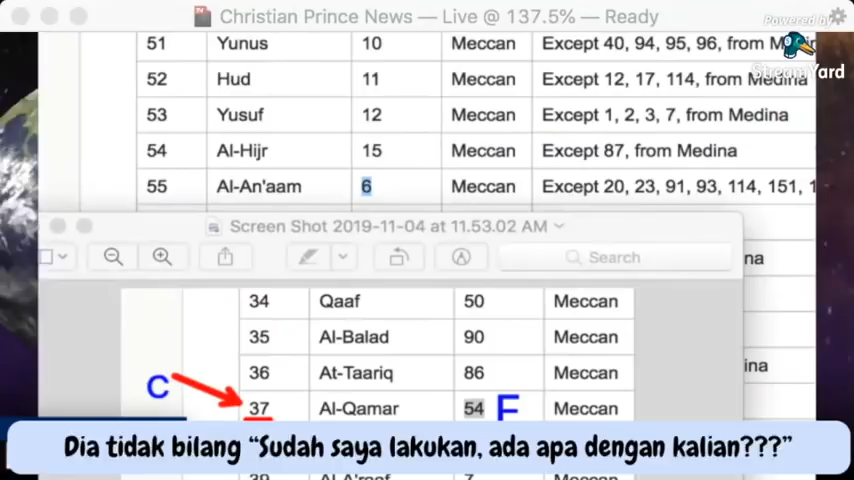 Christian Prince News — Live @ 137.5% — Ready
Powered by
StreamYard
51 Yunus 10 Meccan Except 40, 94, 95, 96, from
52 Hud 11 Meccan Except 12, 17, 114, from Medina
53 Yusuf 12 Meccan Except 1, 2, 3, 7, from Medina
54 Al-Hijr 15 Meccan Except 87, from Medina
55 Al-An'aam 6 Meccan Except 20, 23, 91, 93, 114, 151, 1
Screen Shot 2019-11-04 at 11.53.02 AM
Search
ina
34 Qaaf 50 Meccan
35 Al-Balad 90 Meccan
36 At-Taariq 86 Meccan
ina
C 37 Al-Qamar 54 F Meccan
Dia tidak bilang “Sudah saya lakukan, ada apa dengan kalian???”